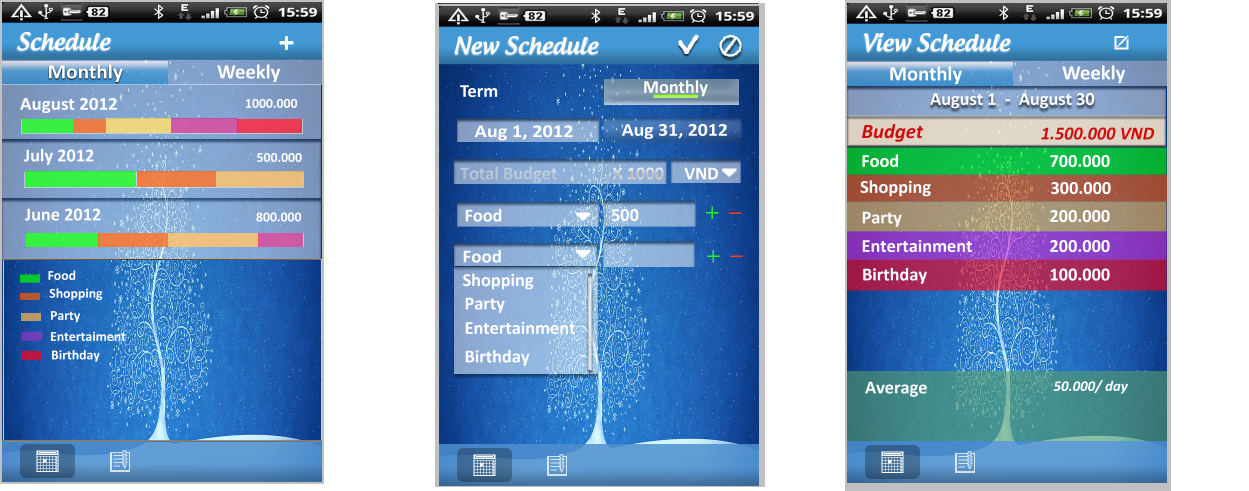 82 E 15:59
Schedule +
Monthly Weekly
August 2012 1000.000
July 2012 500.000
June 2012 800.000
Food
Shopping
Party
Entertaiment
Birthday
82 E 15:59
New Schedule
Term Monthly
Aug 1, 2012 Aug 31, 2012
Total Budget X 1000 VND
Food 500 + −
Food + −
Shopping
Party
Entertainment
Birthday
82 E 15:59
View Schedule
Monthly Weekly
August 1 - August 30
Budget 1.500.000 VND
Food 700.000
Shopping 300.000
Party 200.000
Entertainment 200.000
Birthday 100.000
Average 50.000/ day